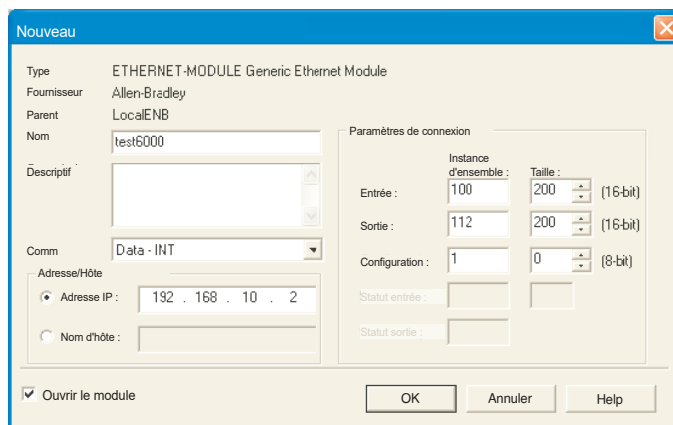 Nouveau
Type ETHERNET-MODULE Generic Ethernet Module
Fournisseur Allen-Bradley
Parent LocalENB
Nom test6000
Descriptif
Comm Data - INT
Adresse/Hôte
Adresse IP : 192 . 168 . 10 . 2
Nom d'hôte :
Paramètres de connexion
Instance
d'ensemble : Taille :
Entrée : 100 200 (16-bit)
Sortie : 112 200 (16-bit)
Configuration : 1 0 (8-bit)
Statut entrée :
Statut sortie :
Ouvrir le module
OK Annuler Help